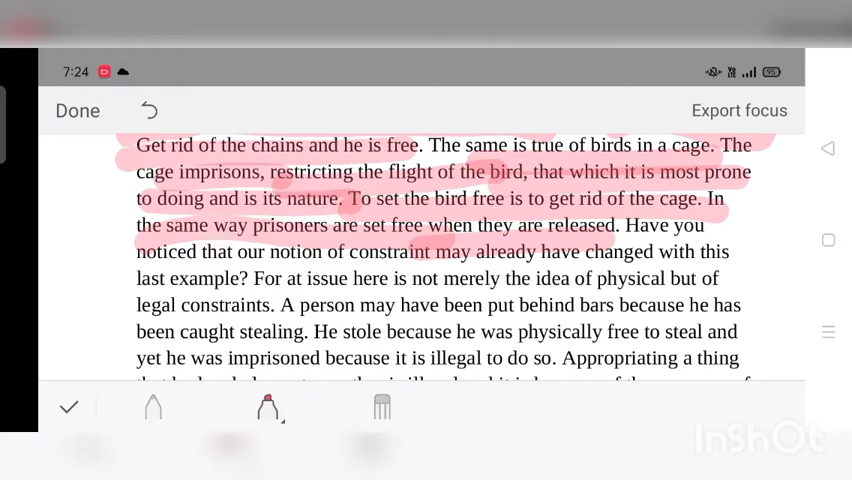 7:24
95
Done
Export focus
Get rid of the chains and he is free. The same is true of birds in a cage. The
cage imprisons, restricting the flight of the bird, that which it is most prone
to doing and is its nature. To set the bird free is to get rid of the cage. In
the same way prisoners are set free when they are released. Have you
noticed that our notion of constraint may already have changed with this
last example? For at issue here is not merely the idea of physical but of
legal constraints. A person may have been put behind bars because he has
been caught stealing. He stole because he was physically free to steal and
yet he was imprisoned because it is illegal to do so. Appropriating a thing
InShOt